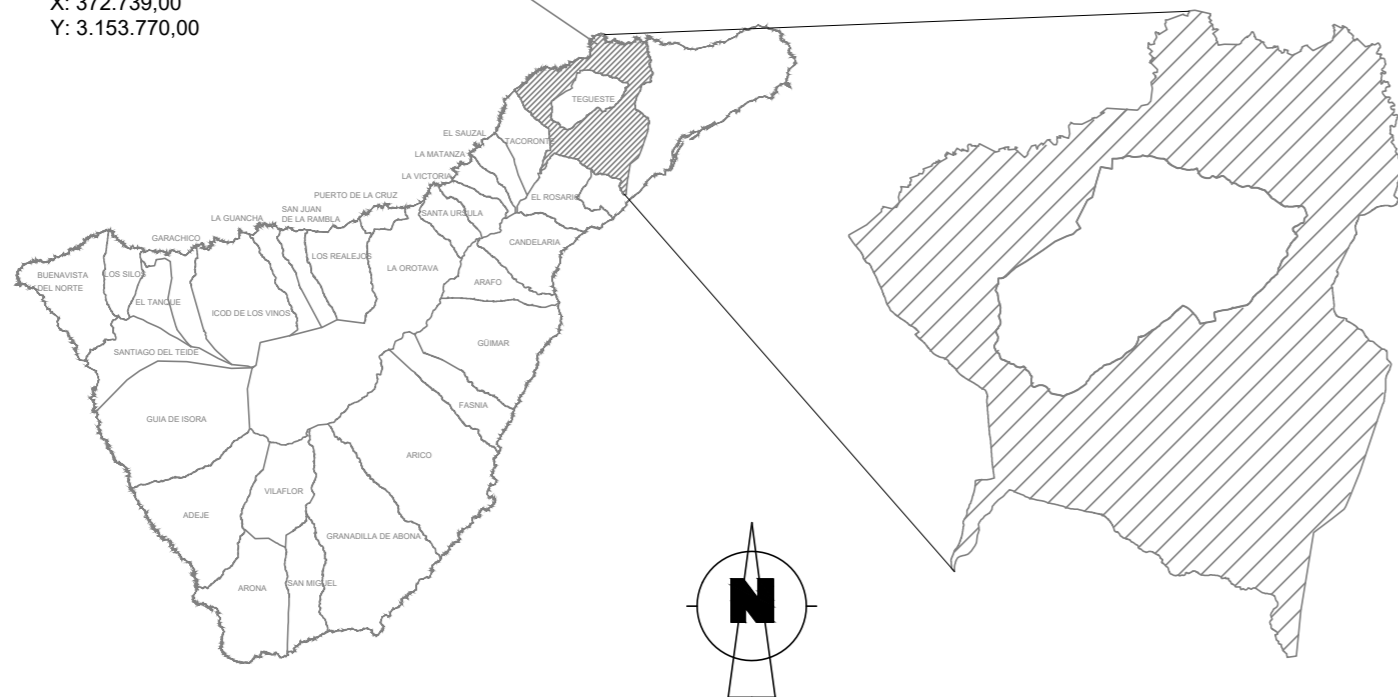 X: 372.739,00
Y: 3.153.770,00
TEGUESTE
EL SAUZAL
TACORONTE
LA MATANZA
LA VICTORIA
PUERTO DE LA CRUZ
EL ROSARIO
SAN JUAN
DE LA RAMBLA
LA GUANCHA
SANTA URSULA
GARACHICO
CANDELARIA
LOS REALEJOS
LA OROTAVA
BUENAVISTA
DEL NORTE
LOS SILOS
ARAFO
EL TANQUE
ICOD DE LOS VINOS
GÜIMAR
SANTIAGO DEL TEIDE
FASNIA
GUIA DE ISORA
ARICO
VILAFLOR
ADEJE
GRANADILLA DE ABONA
SAN MIGUEL
ARONA
N